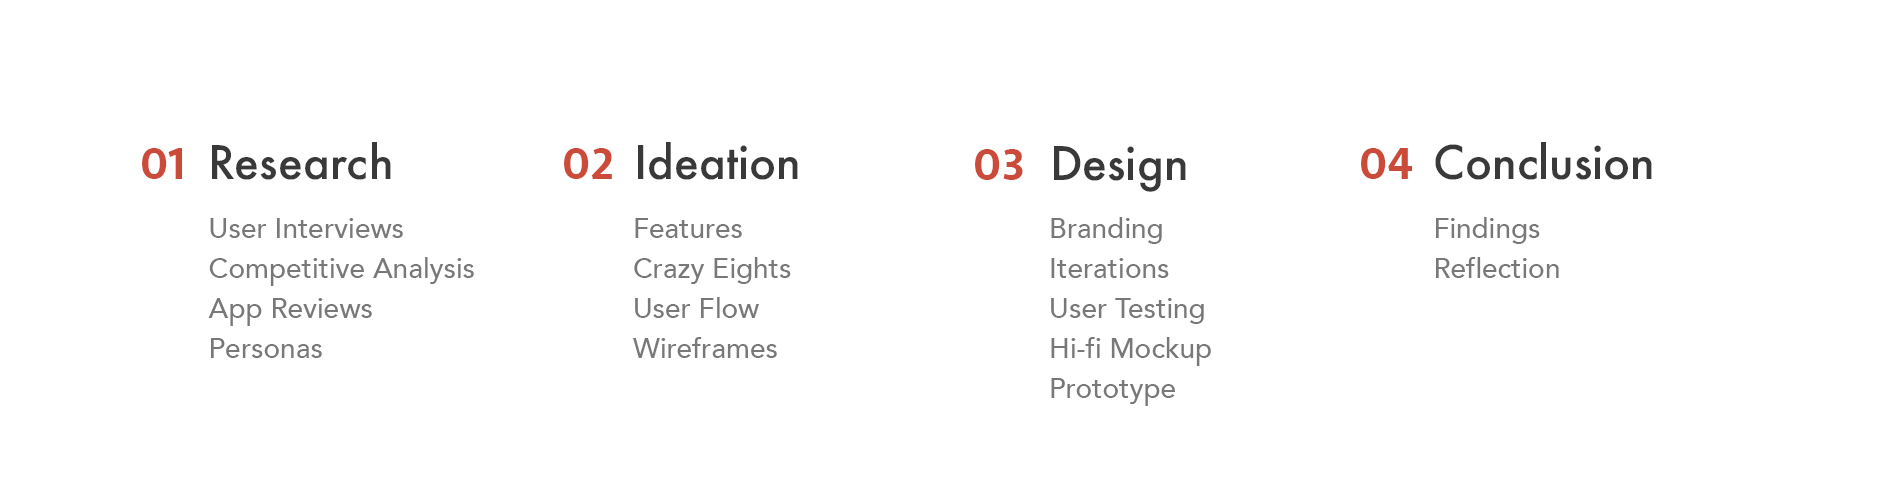 01 Research
User Interviews
Competitive Analysis
App Reviews
Personas
02 Ideation
Features
Crazy Eights
User Flow
Wireframes
03 Design
Branding
Iterations
User Testing
Hi-fi Mockup
Prototype
04 Conclusion
Findings
Reflection